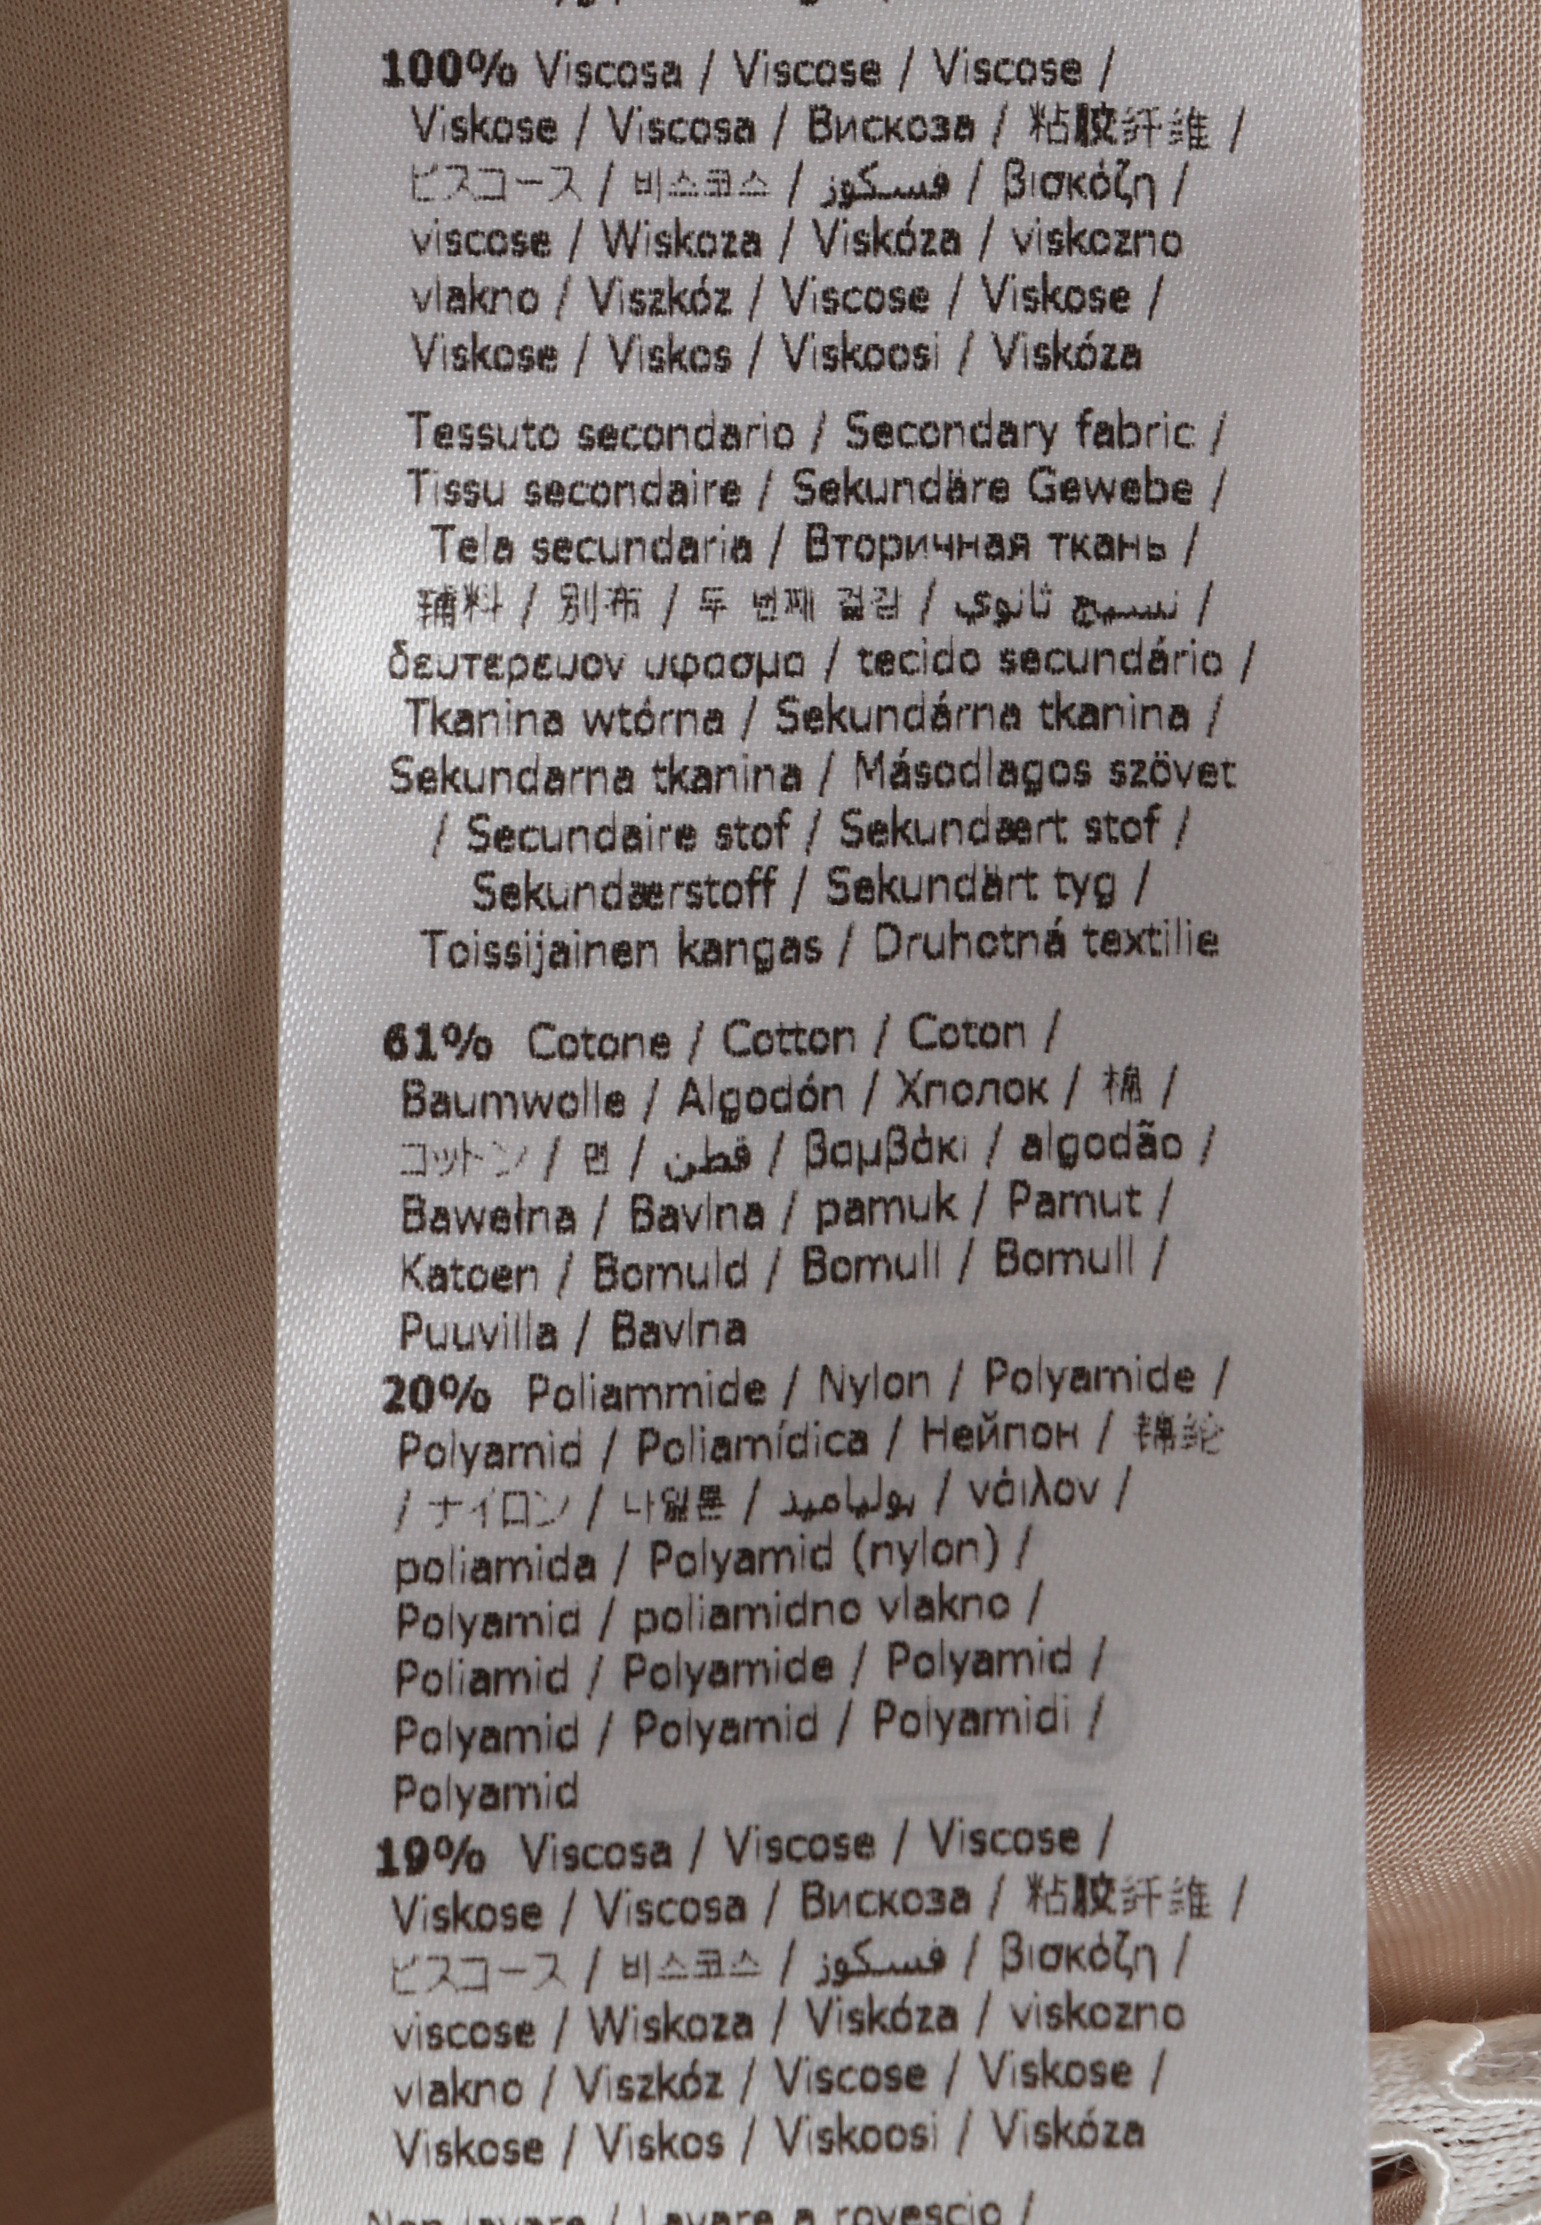 100% Viscosa / Viscose / Viscose /
Viskose / Viscosa / Вискоза / 粘胶纤维 /
ビスコース / 비스코스 / فسكوز / βισκόζη /
viscose / Wiskoza / Viskóza / viskozno
vlakno / Viszkóz / Viscose / Viskose /
Viskose / Viskos / Viskoosi / Viskóza
Tessuto secondario / Secondary fabric /
Tissu secondaire / Sekundäre Gewebe /
Tela secundaria / Вторичная ткань /
辅料 / 別布 / 두 번째 겉감 / نسيج ثانوي /
δευτερευον υφασμα / tecido secundário /
Tkanina wtórna / Sekundárna tkanina /
Sekundarna tkanina / Másodlagos szövet
/ Secundaire stof / Sekundært stof /
Sekundærstoff / Sekundärt tyg /
Toissijainen kangas / Druhotná textilie
61% Cotone / Cotton / Coton /
Baumwolle / Algodón / Хлопок / 棉 /
コットン / 면 / قطن / βαμβάκι / algodão /
Bawełna / Bavlna / pamuk / Pamut /
Katoen / Bomuld / Bomull / Bomull /
Puuvilla / Bavlna
20% Poliammide / Nylon / Polyamide /
Polyamid / Poliamídica / Нейлон / 锦纶
/ ナイロン / 나일론 / بولياميد / νάιλον /
poliamida / Polyamid (nylon) /
Polyamid / poliamidno vlakno /
Poliamid / Polyamide / Polyamid /
Polyamid / Polyamid / Polyamidi /
Polyamid
19% Viscosa / Viscose / Viscose /
Viskose / Viscosa / Вискоза / 粘胶纤维 /
ビスコース / 비스코스 / فسكوز / βισκόζη /
viscose / Wiskoza / Viskóza / viskozno
vlakno / Viszkóz / Viscose / Viskose /
Viskose / Viskos / Viskoosi / Viskóza
Non lavare / Lavare a rovescio /